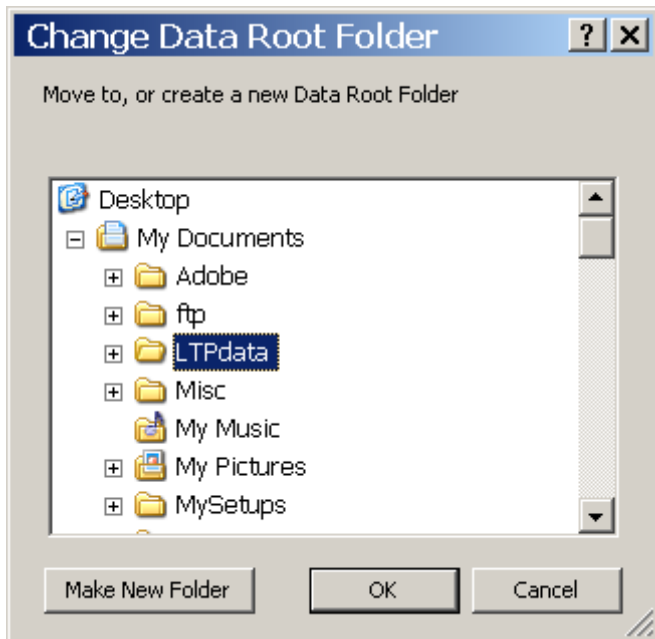 Change Data Root Folder
Move to, or create a new Data Root Folder
Desktop
My Documents
Adobe
ftp
LTPdata
Misc
My Music
My Pictures
MySetups
Make New Folder OK Cancel